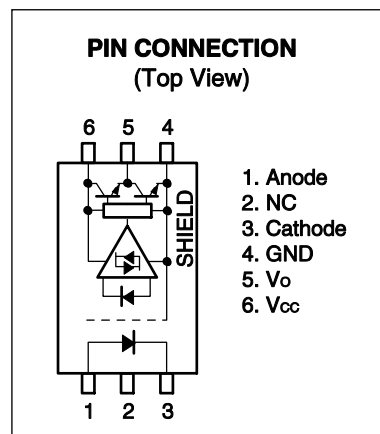 PIN CONNECTION
(Top View)
6 5 4
SHIELD
1 2 3
1. Anode
2. NC
3. Cathode
4. GND
5. Vo
6. Vcc